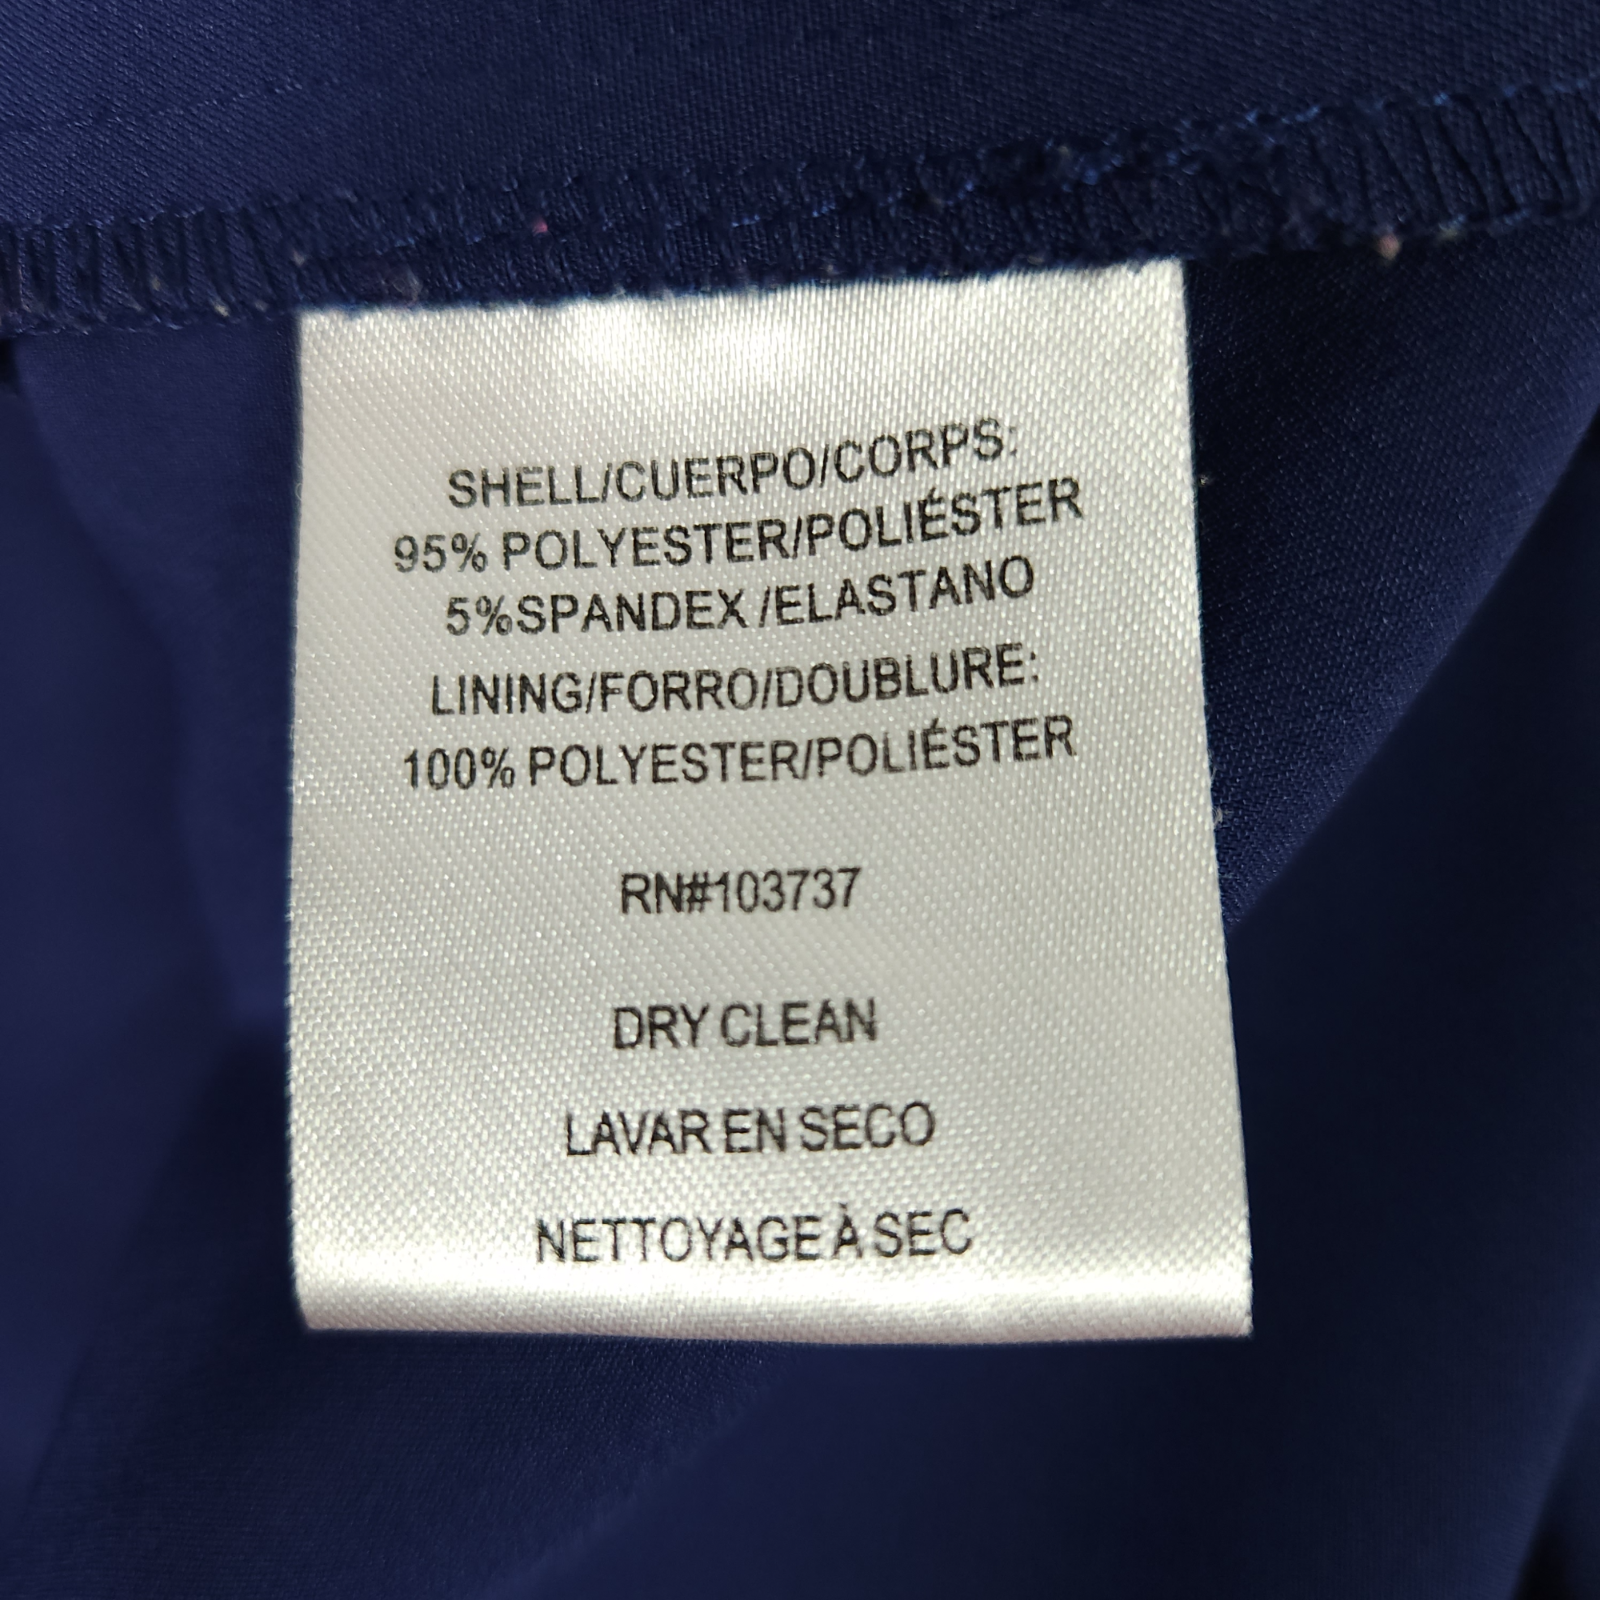 SHELL/CUERPO/CORPS:
95% POLYESTER/POLIÉSTER
5%SPANDEX /ELASTANO
LINING/FORRO/DOUBLURE:
100% POLYESTER/POLIÉSTER
RN#103737
DRY CLEAN
LAVAR EN SECO
NETTOYAGE À SEC